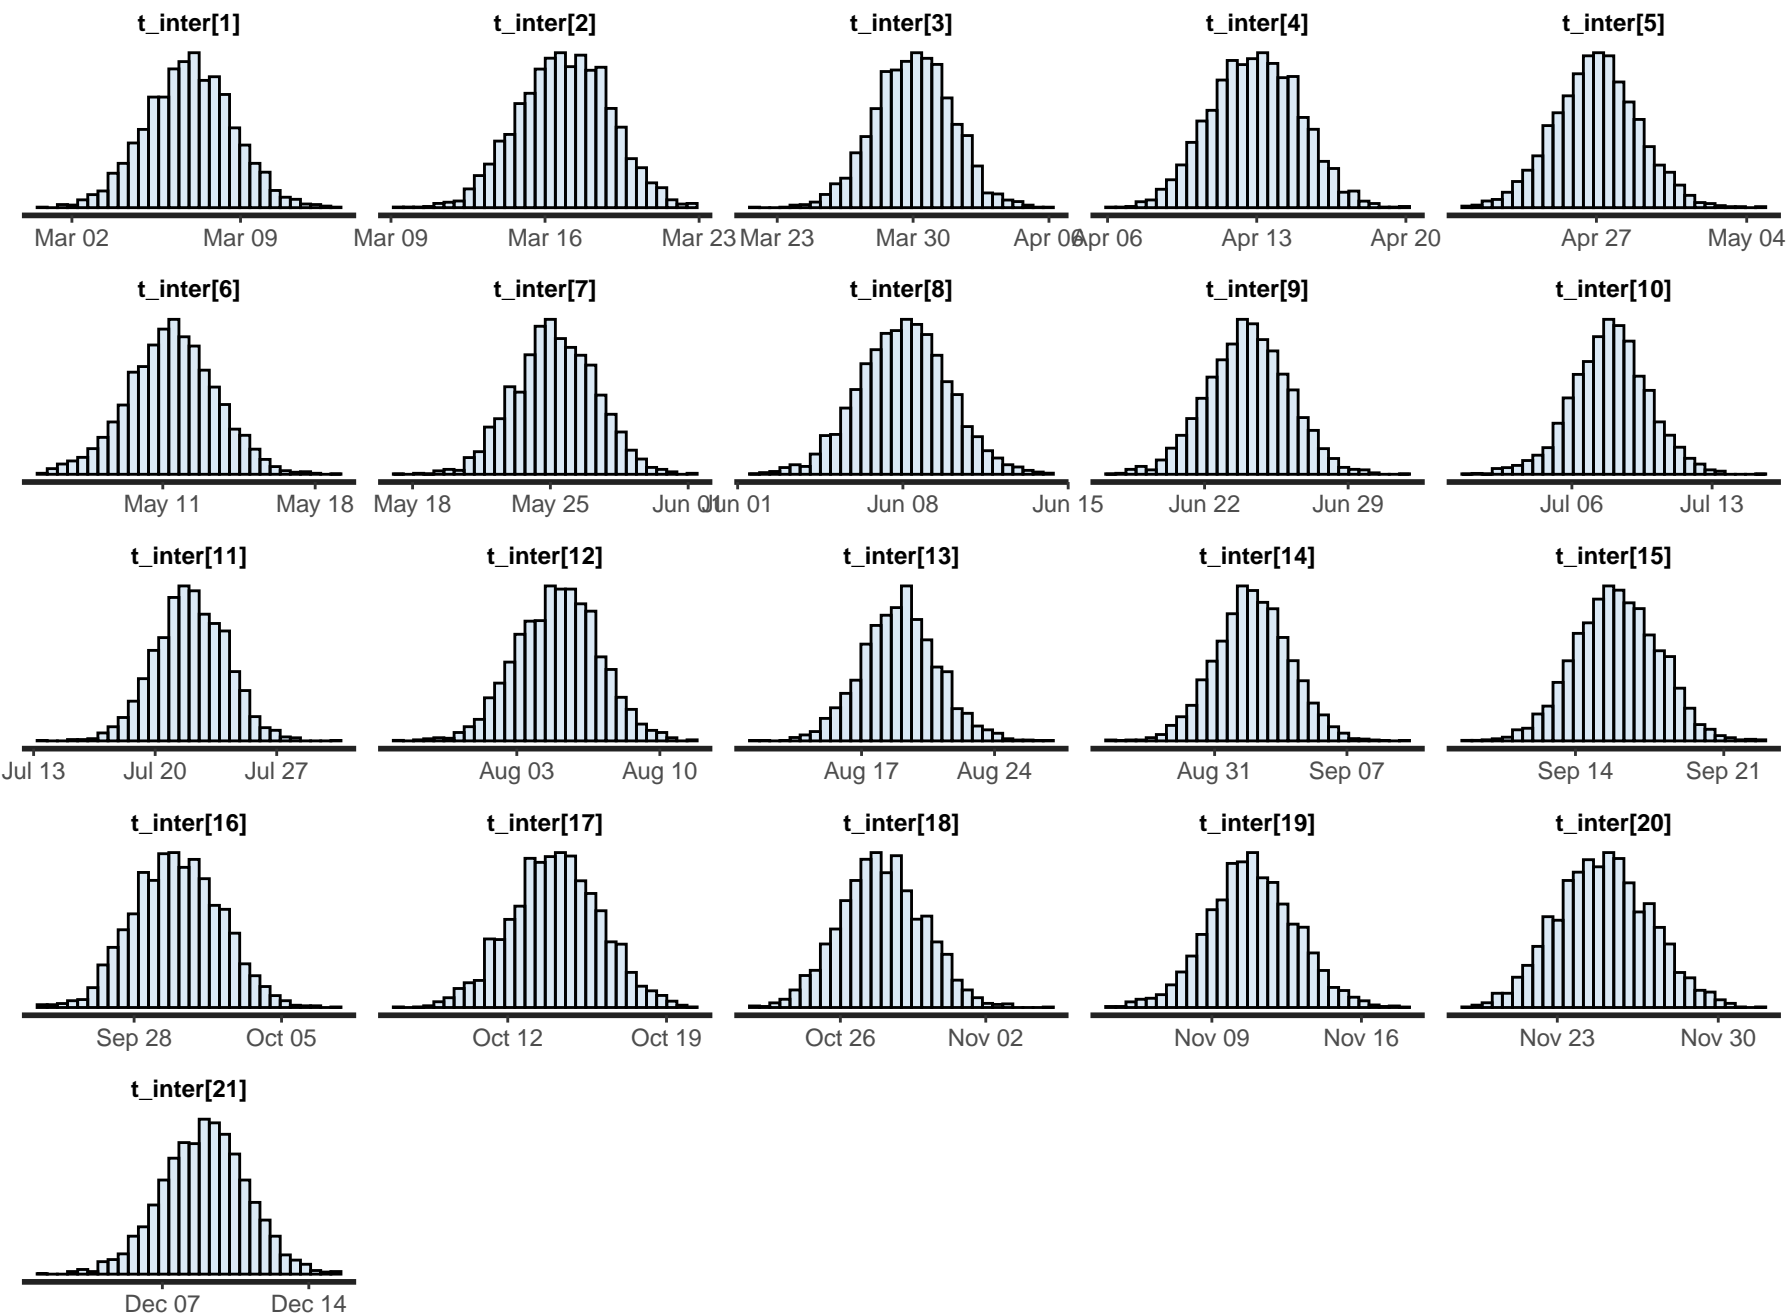 t_inter[1] t_inter[2] t_inter[3] t_inter[4] t_inter[5]
Mar 02 Mar 09 Mar 09 Mar 16 Mar 23 Mar 23 Mar 30 Apr 06 Apr 06 Apr 13 Apr 20 Apr 27 May 04
t_inter[6] t_inter[7] t_inter[8] t_inter[9] t_inter[10]
May 11 May 18 May 18 May 25 Jun 01 Jun 01 Jun 08 Jun 15 Jun 22 Jun 29 Jul 06 Jul 13
t_inter[11] t_inter[12] t_inter[13] t_inter[14] t_inter[15]
Jul 13 Jul 20 Jul 27 Aug 03 Aug 10 Aug 17 Aug 24 Aug 31 Sep 07 Sep 14 Sep 21
t_inter[16] t_inter[17] t_inter[18] t_inter[19] t_inter[20]
Sep 28 Oct 05 Oct 12 Oct 19 Oct 26 Nov 02 Nov 09 Nov 16 Nov 23 Nov 30
t_inter[21]
Dec 07 Dec 14